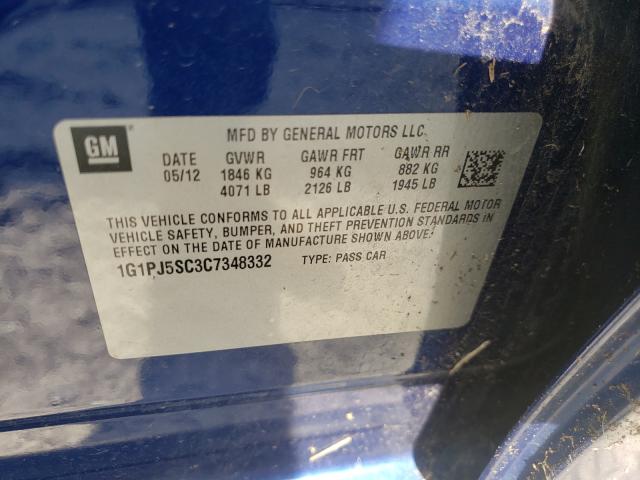 GM
MFD BY GENERAL MOTORS LLC
DATE GVWR GAWR FRT GAWR RR
05/12 1846 KG 964 KG 882 KG
4071 LB 2126 LB 1945 LB
THIS VEHICLE CONFORMS TO ALL APPLICABLE U.S. FEDERAL MOTOR
VEHICLE SAFETY, BUMPER, AND THEFT PREVENTION STANDARDS IN
EFFECT ON THE DATE OF MANUFACTURE SHOWN ABOVE.
1G1PJ5SC3C7348332 TYPE: PASS CAR